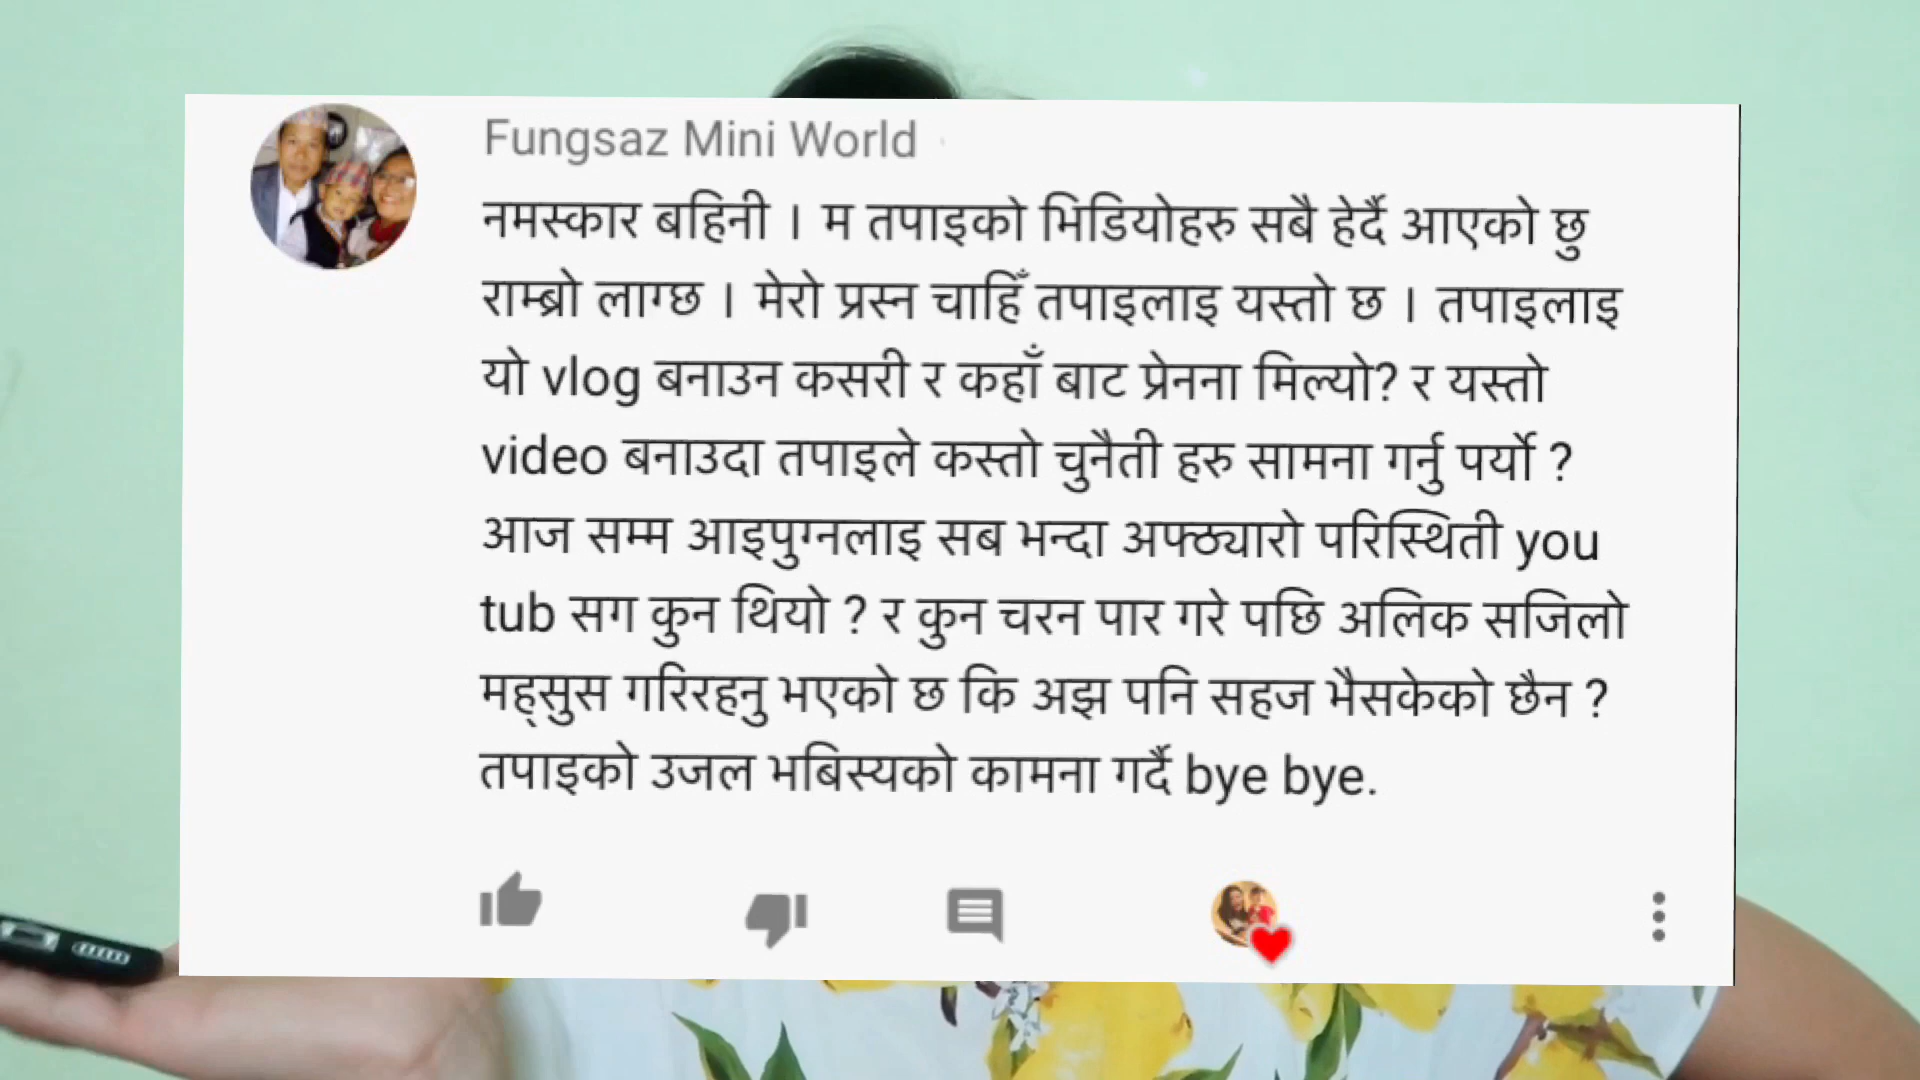 Fungsaz Mini World
नमस्कार बहिनी । म तपाइको भिडियोहरु सबै हेर्दै आएको छु
राम्ब्रो लाग्छ । मेरो प्रस्न चाहिँ तपाइलाइ यस्तो छ । तपाइलाइ
यो vlog बनाउन कसरी र कहाँ बाट प्रेनना मिल्यो? र यस्तो
video बनाउदा तपाइले कस्तो चुनैती हरु सामना गर्नु पर्यो ?
आज सम्म आइपुग्नलाइ सब भन्दा अफ्ठ्यारो परिस्थिती you
tub सग कुन थियो ? र कुन चरन पार गरे पछि अलिक सजिलो
मह्सुस गरिरहनु भएको छ कि अझ पनि सहज भैसकेको छैन ?
तपाइको उजल भबिस्यको कामना गर्दै bye bye.